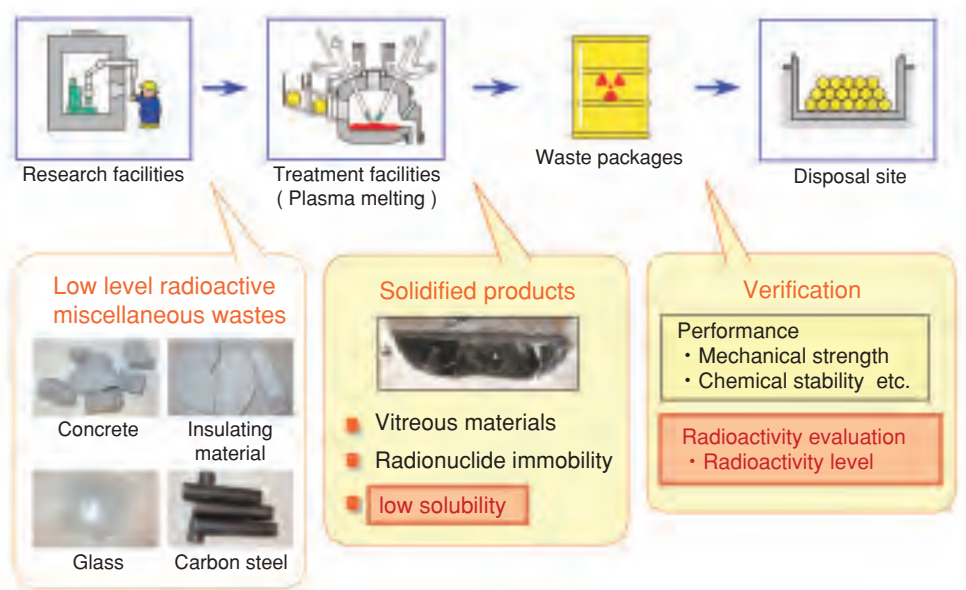 Research facilities
Treatment facilities
( Plasma melting )
Waste packages
Disposal site
Low level radioactive
miscellaneous wastes
Concrete
Insulating
material
Glass
Carbon steel
Solidified products
Vitreous materials
Radionuclide immobility
low solubility
Verification
Performance
・Mechanical strength
・Chemical stability etc.
Radioactivity evaluation
・Radioactivity level